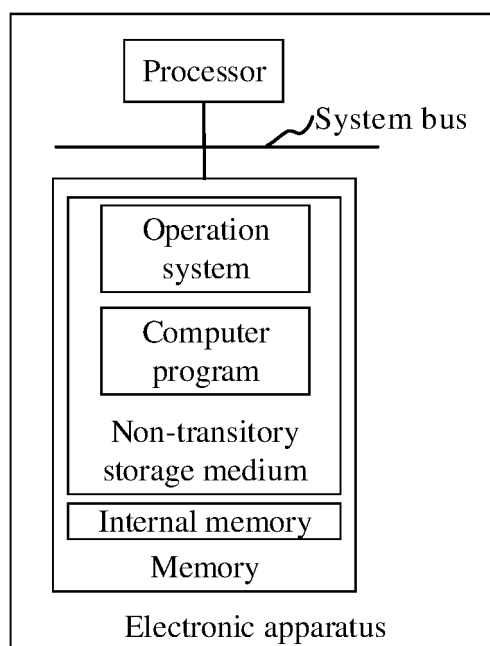 Processor
System bus
Operation
system
Computer
program
Non-transitory
storage medium
Internal memory
Memory
Electronic apparatus